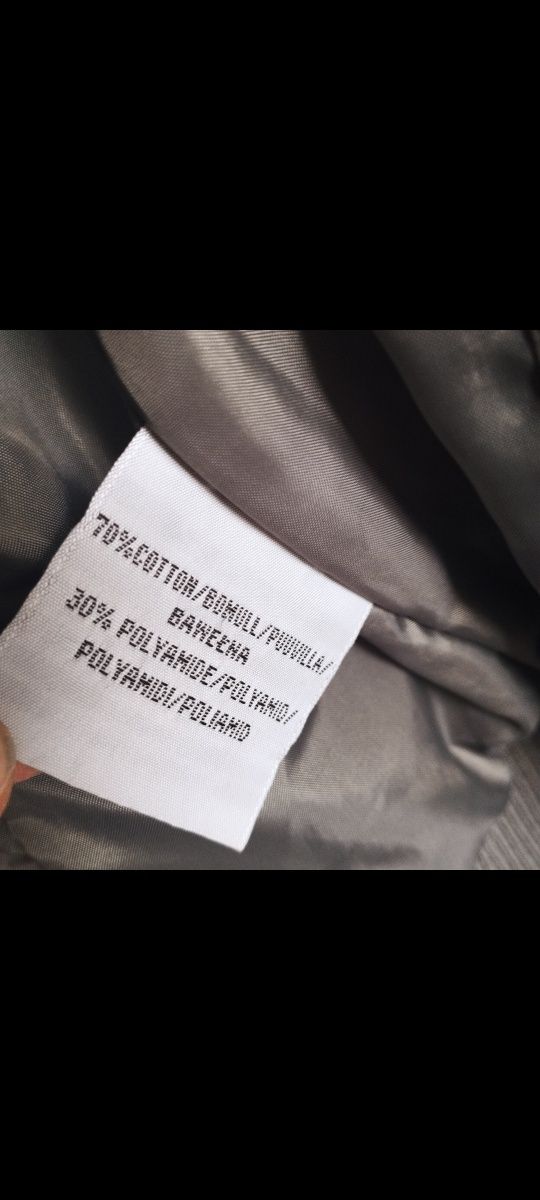 70%COTTON/BOMULL/PUUVILLA/
BAWEŁNA
30% POLYAMIDE/POLYAMID/
POLYAMIDI/POLIAMID